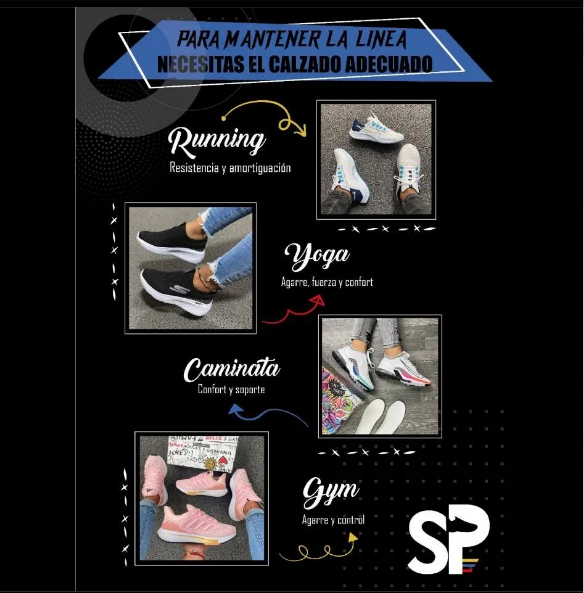 PARA MANTENER LA LINEA
NECESITAS EL CALZADO ADECUADO
Running
Resistencia y amortiguación
Yoga
Agarre, fuerza y confort
Caminata
Confort y soporte
Gym
Agarre y control
SP